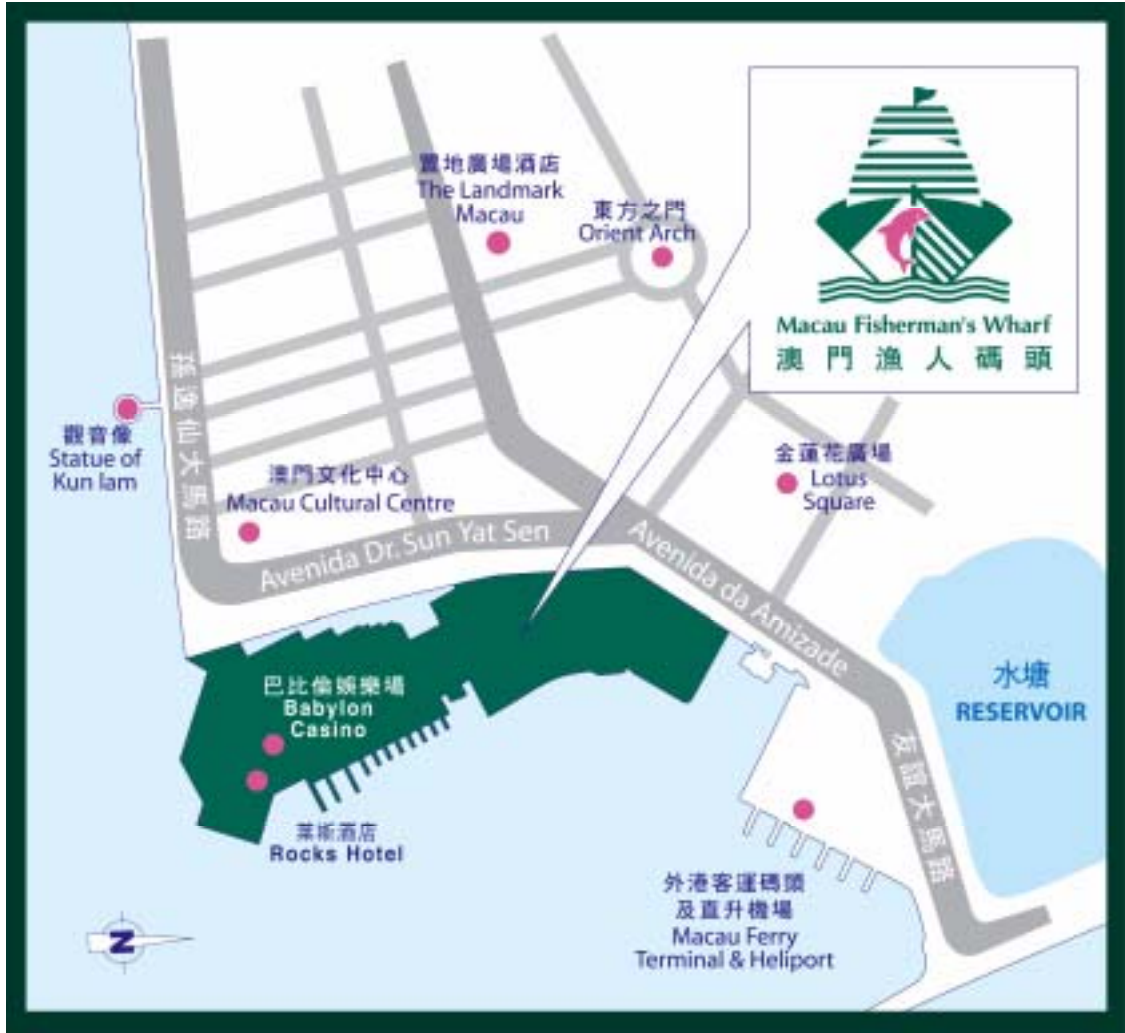 置地廣場酒店
The Landmark
Macau
東方之門
Orient Arch
Macau Fisherman's Wharf
澳門漁人碼頭
孫逸仙大馬路
觀音像
Statue of
Kun Iam
澳門文化中心
Macau Cultural Centre
金蓮花廣場
Lotus
Square
Avenida Dr. Sun Yat Sen
Avenida da Amizade
水塘
RESERVOIR
巴比倫娛樂場
Babylon
Casino
友誼大馬路
萊斯酒店
Rocks Hotel
外港客運碼頭
及直升機場
Macau Ferry
Terminal & Heliport
N